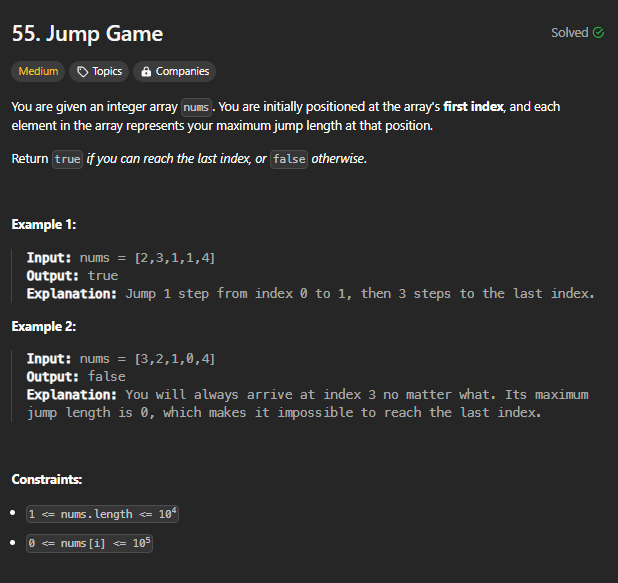 55. Jump Game
Solved
Medium
Topics
Companies
You are given an integer array nums. You are initially positioned at the array's first index, and each
element in the array represents your maximum jump length at that position.
Return true if you can reach the last index, or false otherwise.
Example 1:
Input: nums = [2,3,1,1,4]
Output: true
Explanation: Jump 1 step from index 0 to 1, then 3 steps to the last index.
Example 2:
Input: nums = [3,2,1,0,4]
Output: false
Explanation: You will always arrive at index 3 no matter what. Its maximum
jump length is 0, which makes it impossible to reach the last index.
Constraints:
• 1 <= nums.length <= 10⁴
• 0 <= nums[i] <= 10⁵